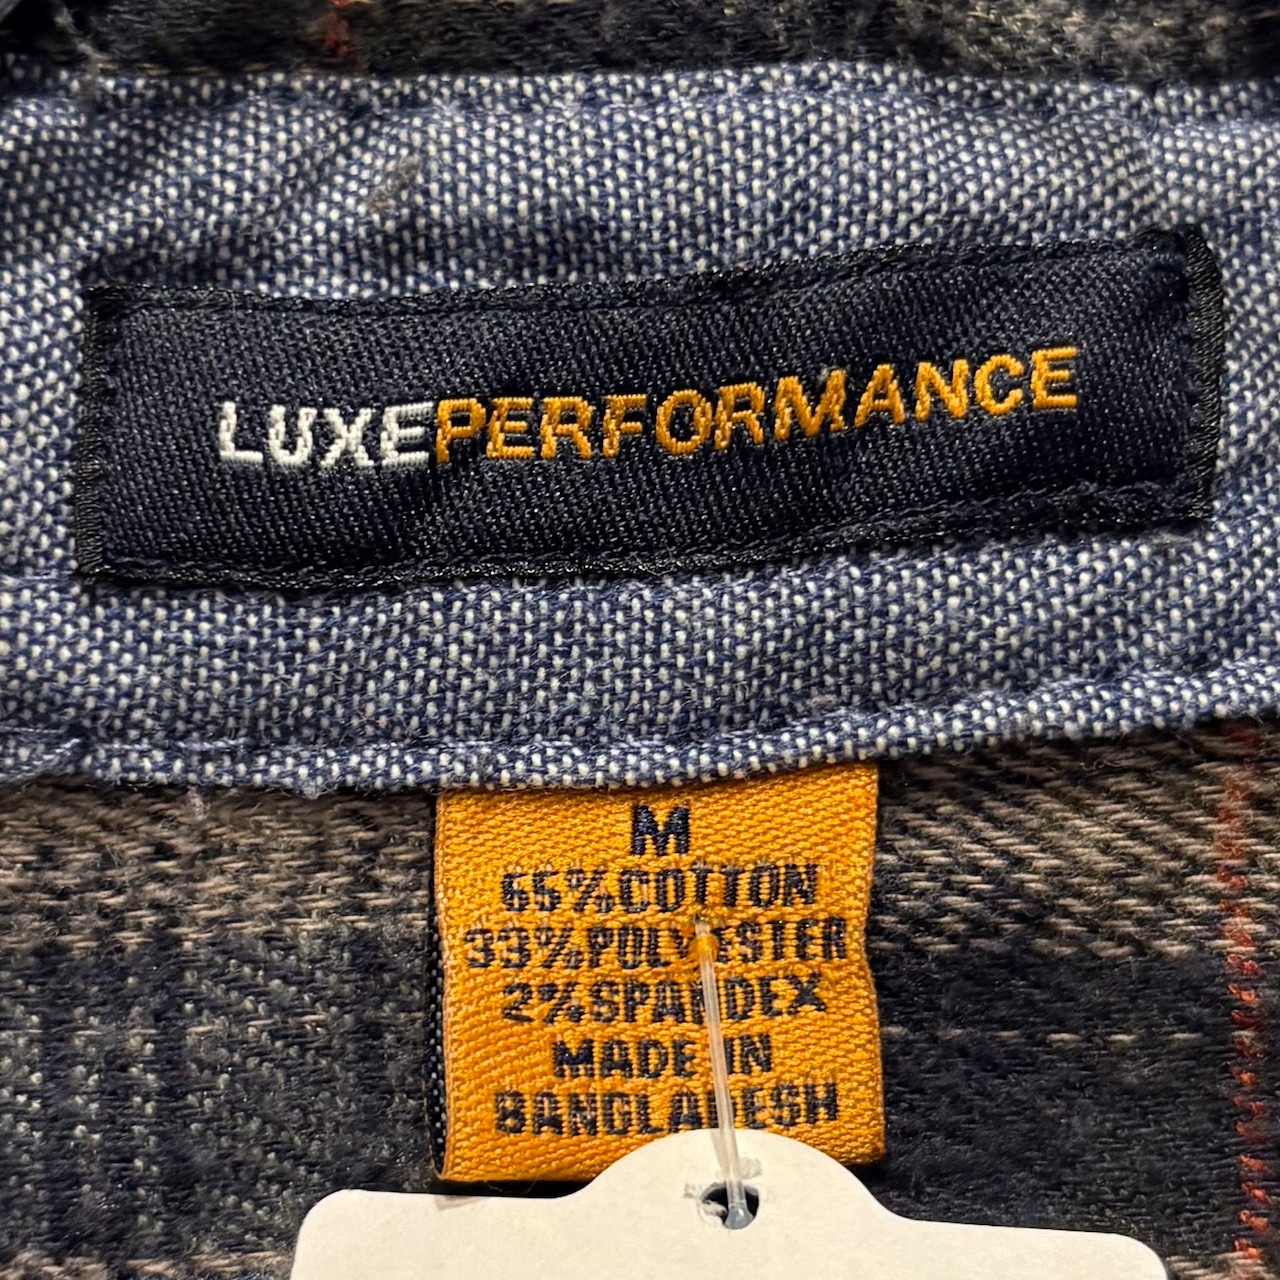 LUXEPERFORMANCE
M
65%COTTON
33%POLYESTER
2%SPANDEX
MADE IN
BANGLADESH